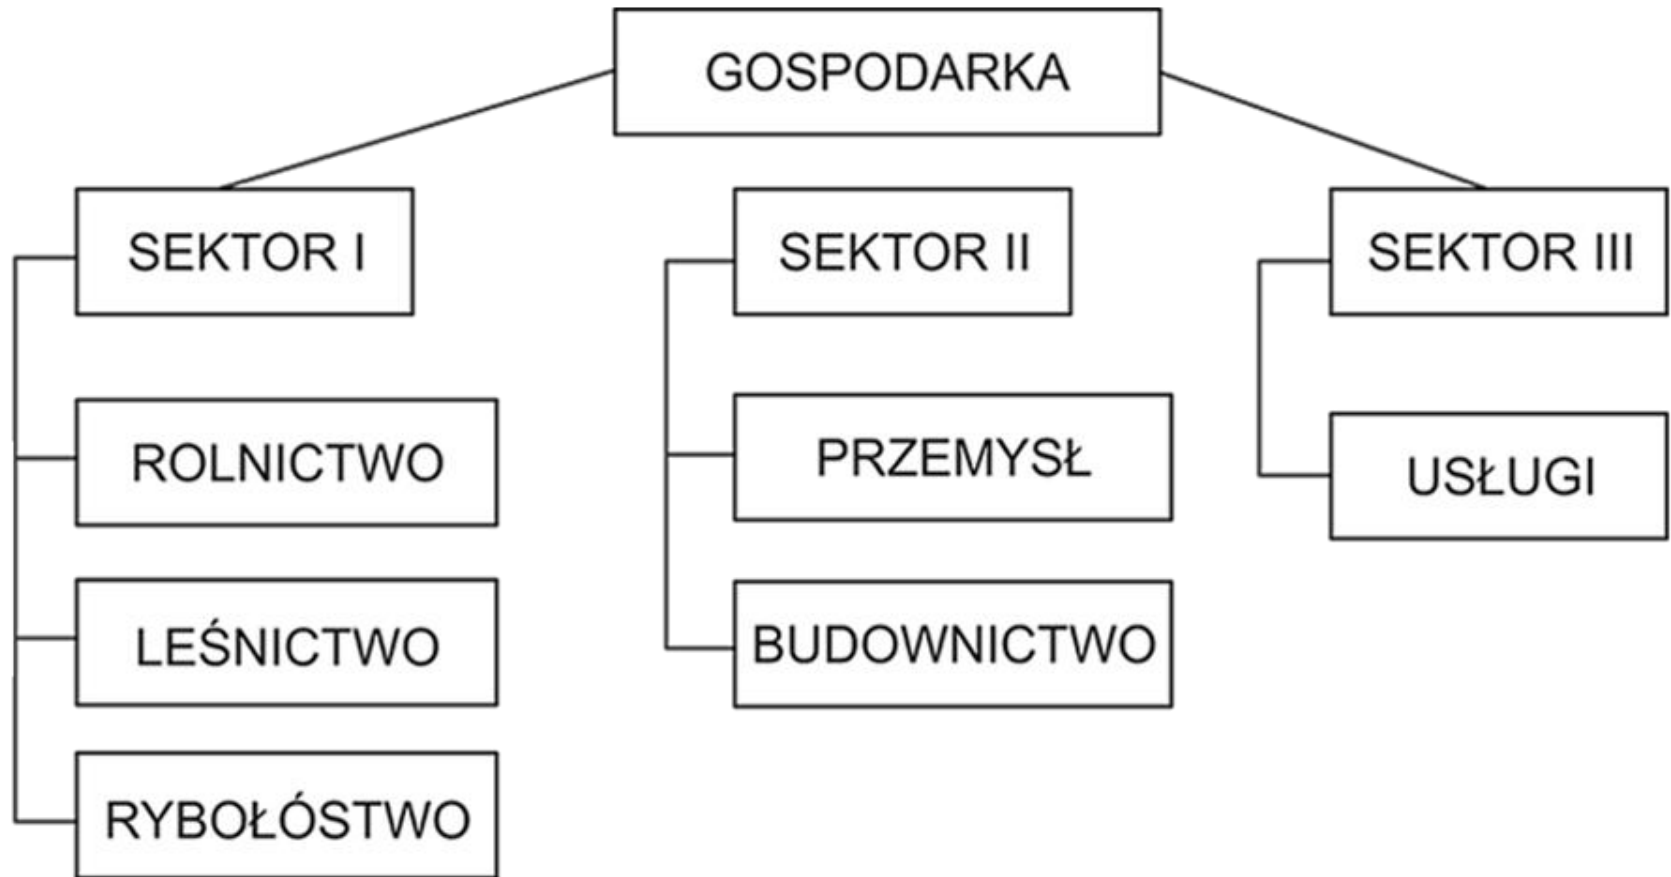 GOSPODARKA
SEKTOR I
ROLNICTWO
LEŚNICTWO
RYBOŁÓSTWO
SEKTOR II
PRZEMYSŁ
BUDOWNICTWO
SEKTOR III
USŁUGI